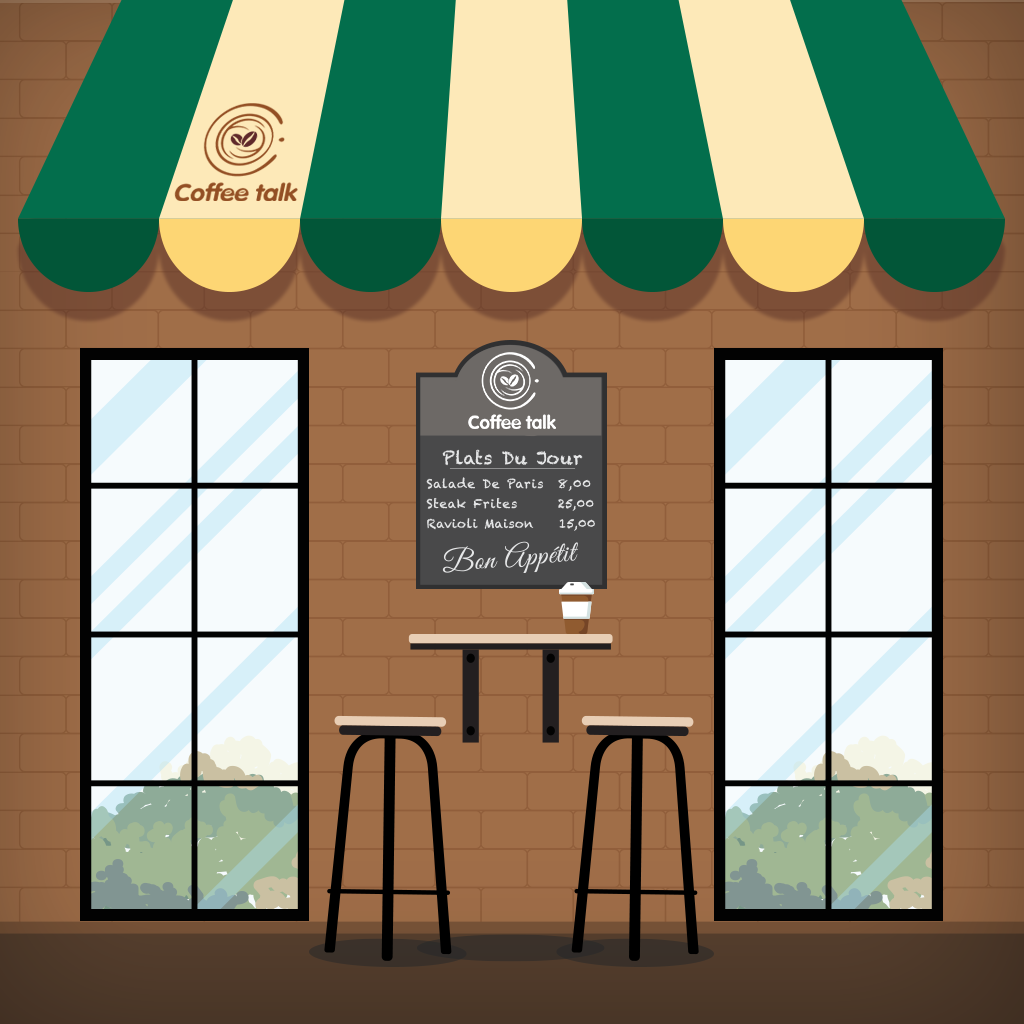 Coffee talk
Coffee talk
Plats Du Jour
Salade De Paris 8,00
Steak Frites 25,00
Ravioli Maison 15,00
Bon Appétit